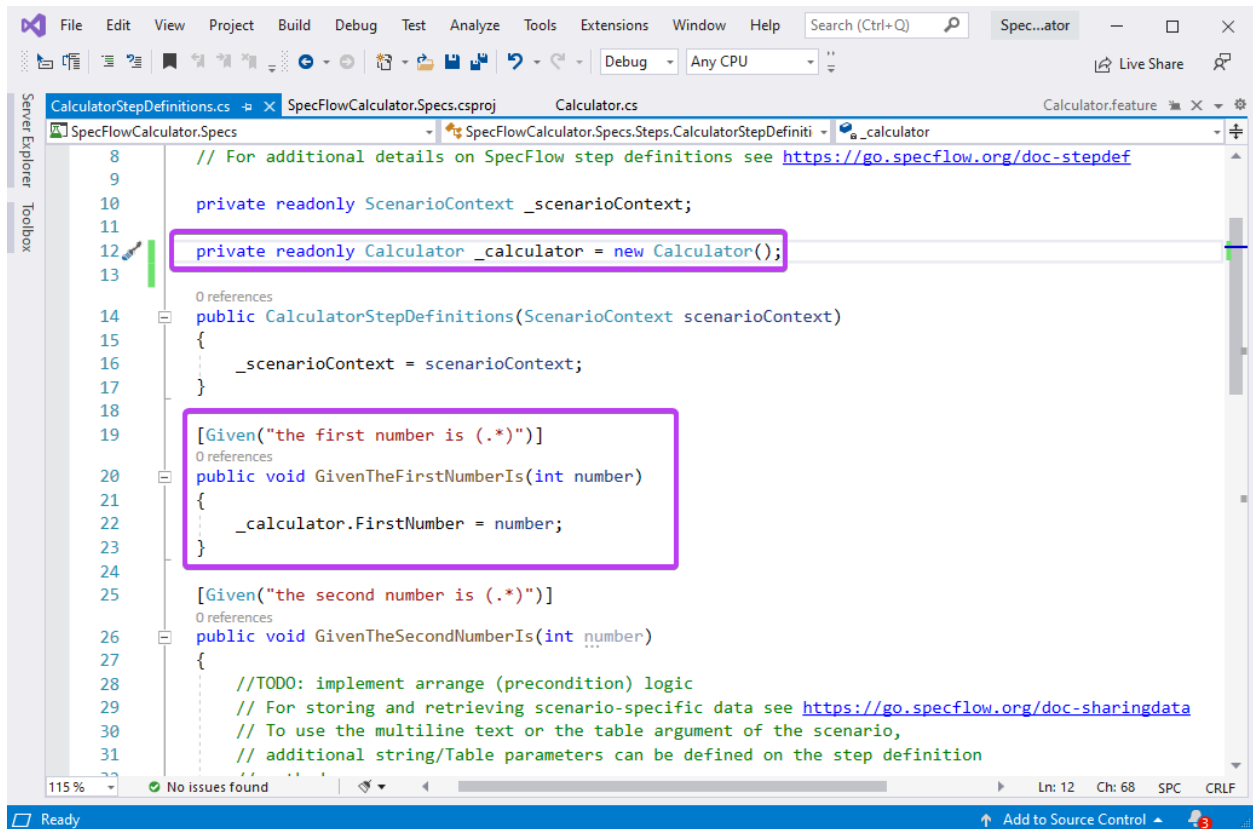 File Edit View Project Build Debug Test Analyze Tools Extensions Window Help Search (Ctrl+Q) Spec...ator
Debug Any CPU Live Share
Server Explorer
Toolbox
CalculatorStepDefinitions.cs SpecFlowCalculator.Specs.csproj Calculator.cs Calculator.feature
SpecFlowCalculator.Specs SpecFlowCalculator.Specs.Steps.CalculatorStepDefiniti _calculator
8 // For additional details on SpecFlow step definitions see https://go.specflow.org/doc-stepdef
9
10 private readonly ScenarioContext _scenarioContext;
11
12 private readonly Calculator _calculator = new Calculator();
13
0 references
14 public CalculatorStepDefinitions(ScenarioContext scenarioContext)
15 {
16 _scenarioContext = scenarioContext;
17 }
18
19 [Given("the first number is (.*)")]
0 references
20 public void GivenTheFirstNumberIs(int number)
21 {
22 _calculator.FirstNumber = number;
23 }
24
25 [Given("the second number is (.*)")]
0 references
26 public void GivenTheSecondNumberIs(int number)
27 {
28 //TODO: implement arrange (precondition) logic
29 // For storing and retrieving scenario-specific data see https://go.specflow.org/doc-sharingdata
30 // To use the multiline text or the table argument of the scenario,
31 // additional string/Table parameters can be defined on the step definition
115 % No issues found Ln: 12 Ch: 68 SPC CRLF
Ready Add to Source Control 3